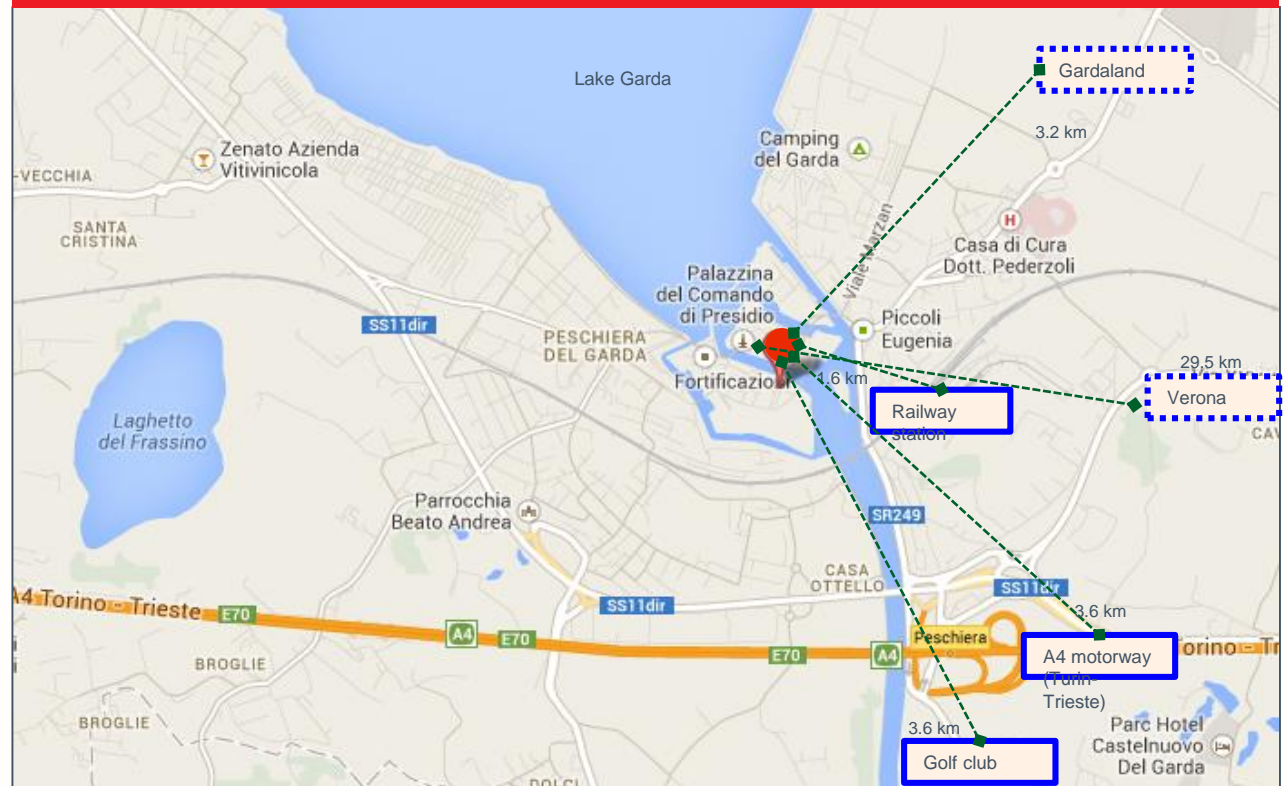 Lake Garda
Gardaland
3.2 km
Camping
del Garda
Zenato Azienda
Vitivinicola
-VECCHIA
SANTA
CRISTINA
Viale Marzan
H
Casa di Cura
Dott. Pederzoli
Palazzina
del Comando
di Presidio
SS11dir
PESCHIERA
DEL GARDA
Piccoli
Eugenia
Fortificazio
1.6 km
29,5 km
Verona
Railway
station
CAV
Laghetto
del Frassino
Parrocchia
Beato Andrea
SR249
CASA
OTTELLO
SS11dir
SS11dir
3.6 km
A4 Torino - Trieste
E70
A4
E70
E70
A4
Peschiera
A4 motorway
(Turin-
Trieste)
orino - Tr
BROGLIE
BROGLIE
3.6 km
Golf club
Parc Hotel
Castelnuovo
Del Garda
DOLCI